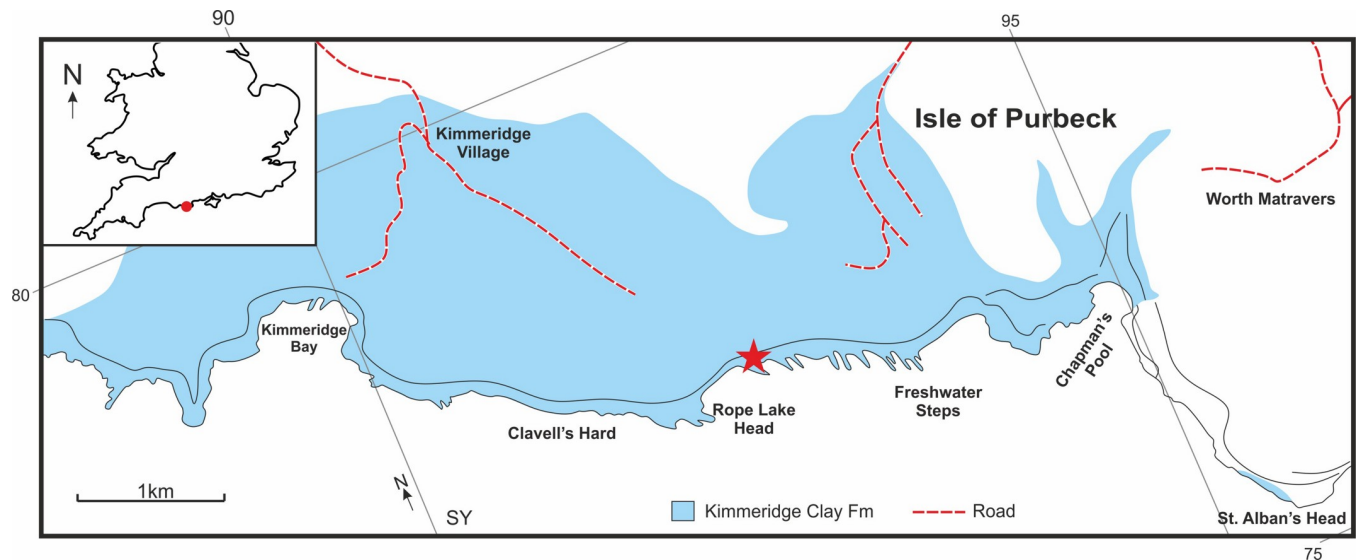 90
95
N
Isle of Purbeck
Kimmeridge
Village
Worth Matravers
80
Kimmeridge
Bay
Chapman's
Pool
Rope Lake
Head
Freshwater
Steps
Clavell's Hard
1km
N
SY
Kimmeridge Clay Fm
Road
St. Alban's Head
75